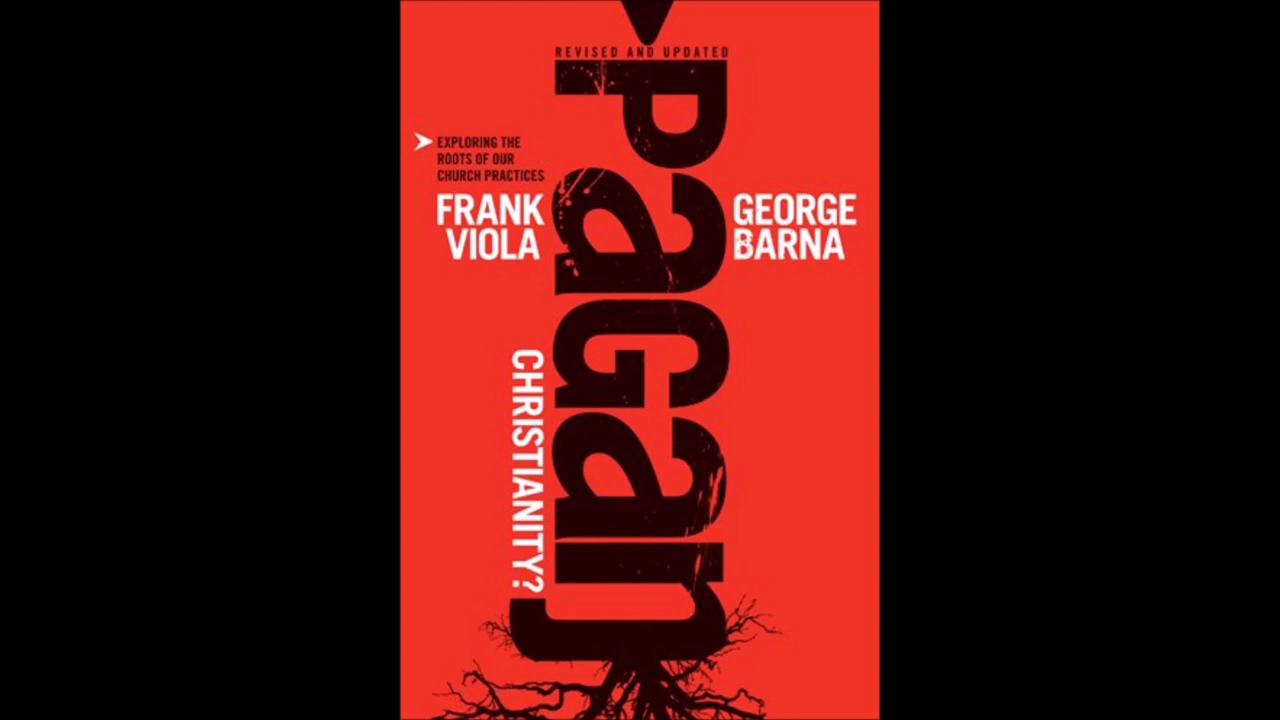 REVISED AND UPDATED
PAGAN
CHRISTIANITY?
EXPLORING THE
ROOTS OF OUR
CHURCH PRACTICES
FRANK
VIOLA
GEORGE
BARNA